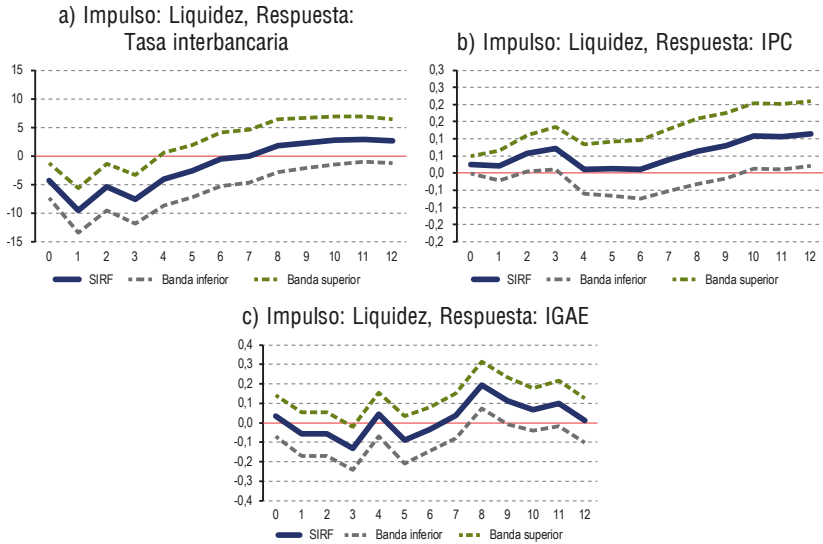 a) Impulso: Liquidez, Respuesta:
Tasa interbancaria
15
10
5
0
-5
-10
-15
0 1 2 3 4 5 6 7 8 9 10 11 12
SIRF Banda inferior Banda superior
b) Impulso: Liquidez, Respuesta: IPC
0,3
0,2
0,2
0,1
0,1
0,0
0,1
0,1
0,2
0,2
0 1 2 3 4 5 6 7 8 9 10 11 12
SIRF Banda inferior Banda superior
c) Impulso: Liquidez, Respuesta: IGAE
0,4
0,3
0,2
0,1
0,0
-0,1
-0,2
-0,3
-0,4
0 1 2 3 4 5 6 7 8 9 10 11 12
SIRF Banda inferior Banda superior